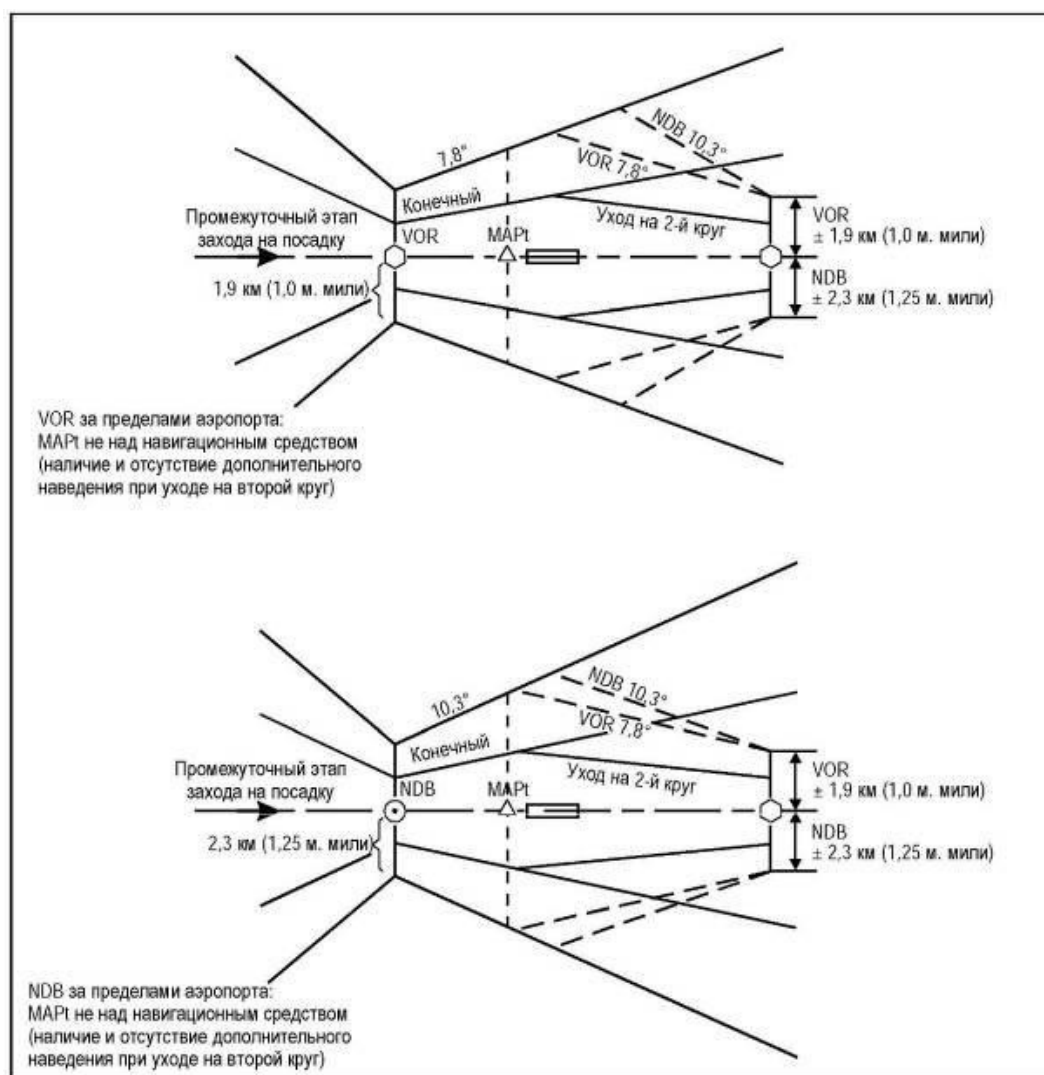 NDB 10,3°
7,8°
VOR 7,8°
Конечный
Промежуточный этап
захода на посадку
VOR
MAPt
Уход на 2-й круг
VOR
± 1,9 км (1,0 м. мили)
1,9 км (1,0 м. мили)
NDB
± 2,3 км (1,25 м. мили)
VOR за пределами аэропорта:
MAPt не над навигационным средством
(наличие и отсутствие дополнительного
наведения при уходе на второй круг)
NDB 10,3°
10,3°
VOR 7,8°
Конечный
Промежуточный этап
захода на посадку
NDB
MAPt
Уход на 2-й круг
VOR
± 1,9 км (1,0 м. мили)
2,3 км (1,25 м. мили)
NDB
± 2,3 км (1,25 м. мили)
NDB за пределами аэропорта:
MAPt не над навигационным средством
(наличие и отсутствие дополнительного
наведения при уходе на второй круг)